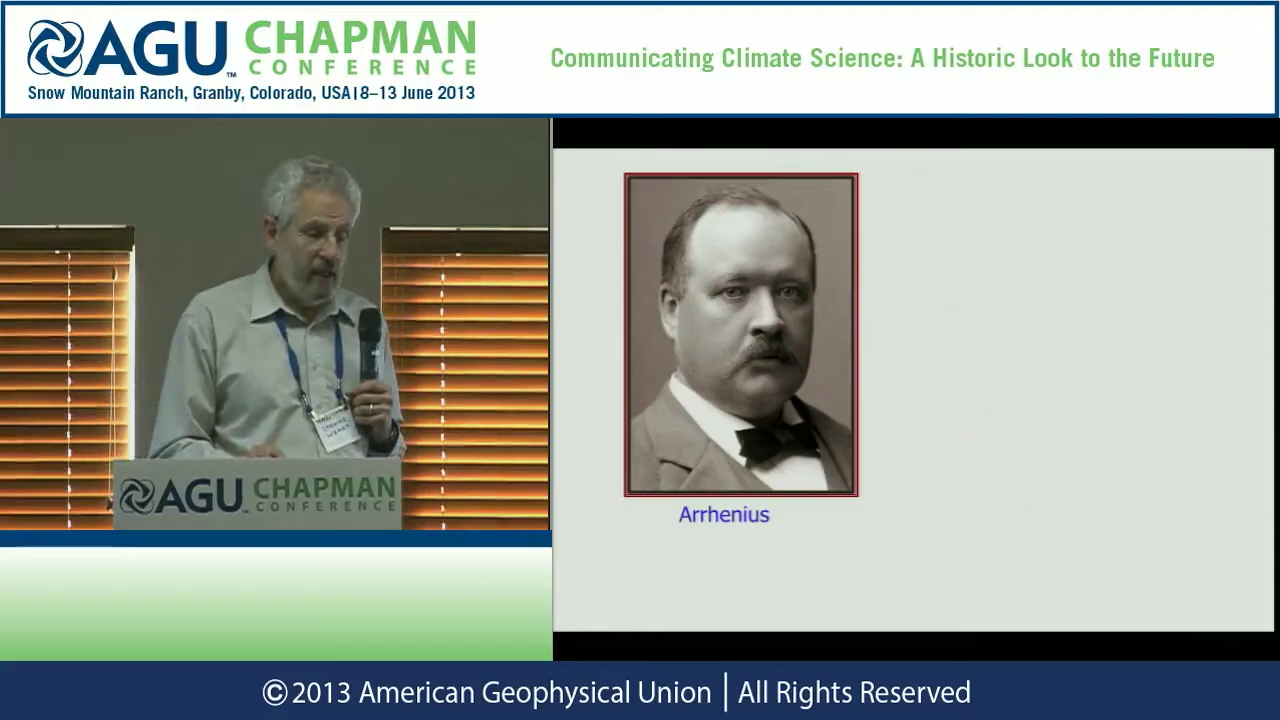 AGU CHAPMAN
CONFERENCE
Snow Mountain Ranch, Granby, Colorado, USA|8–13 June 2013
Communicating Climate Science: A Historic Look to the Future
Arrhenius
AGU CHAPMAN
CONFERENCE
©2013 American Geophysical Union | All Rights Reserved